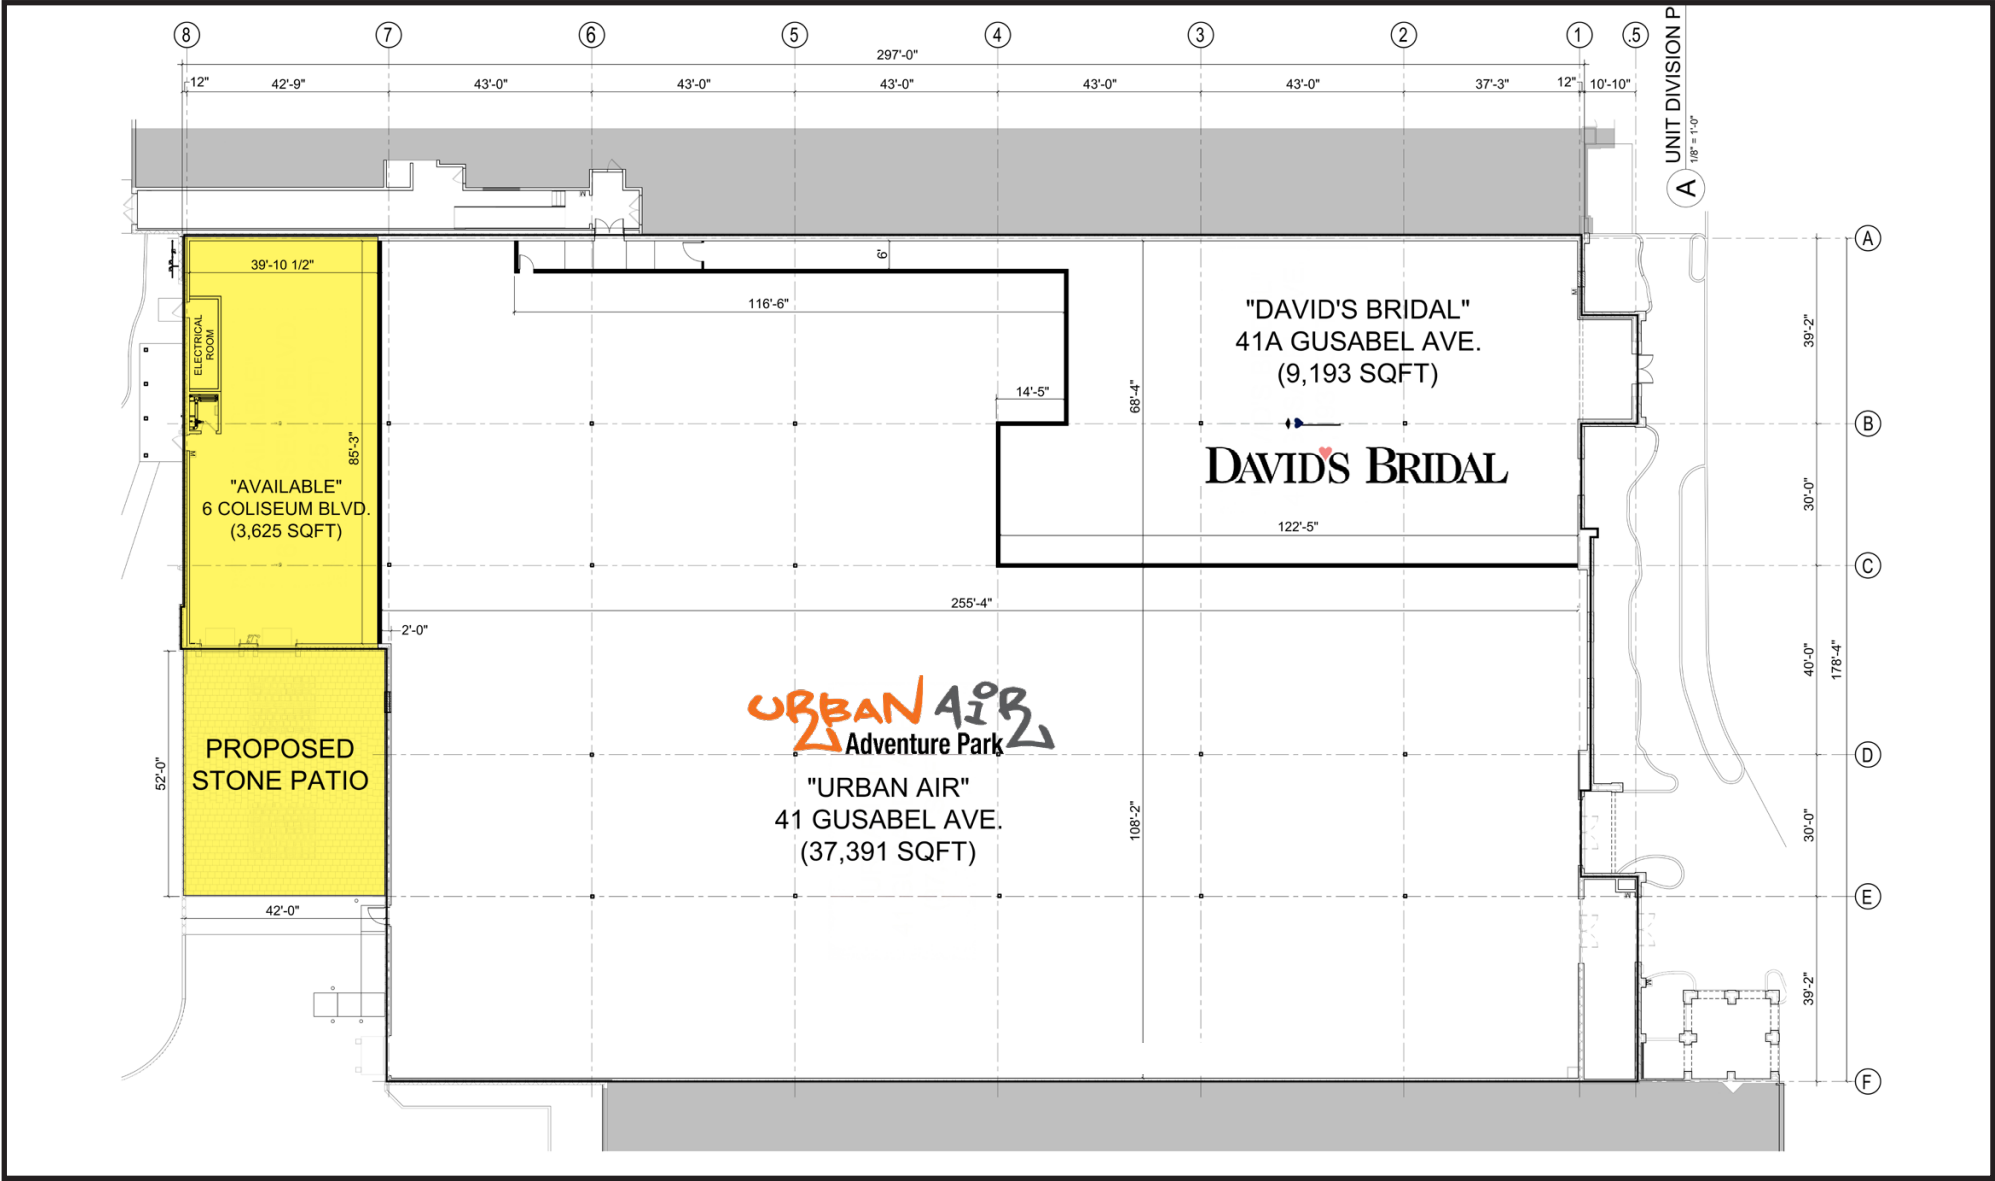 8 7 6 5 4 3 2 1 .5
297'-0"
12" 42'-9" 43'-0" 43'-0" 43'-0" 43'-0" 43'-0" 37'-3" 12" 10'-10"
UNIT DIVISION P
1/8" = 1'-0"
A
A
39'-10 1/2"
6'
116'-6"
ELECTRICAL
ROOM
"DAVID'S BRIDAL"
41A GUSABEL AVE.
(9,193 SQFT)
M
M
M
39'-2"
14'-5"
68'-4"
B
85'-3"
DAVID'S BRIDAL
M
"AVAILABLE"
6 COLISEUM BLVD.
(3,625 SQFT)
30'-0"
122'-5"
C
255'-4"
2'-0"
40'-0"
178'-4"
URBAN AIR
Adventure Park
PROPOSED
STONE PATIO
52'-0"
D
"URBAN AIR"
41 GUSABEL AVE.
(37,391 SQFT)
108'-2"
30'-0"
E
42'-0"
39'-2"
F